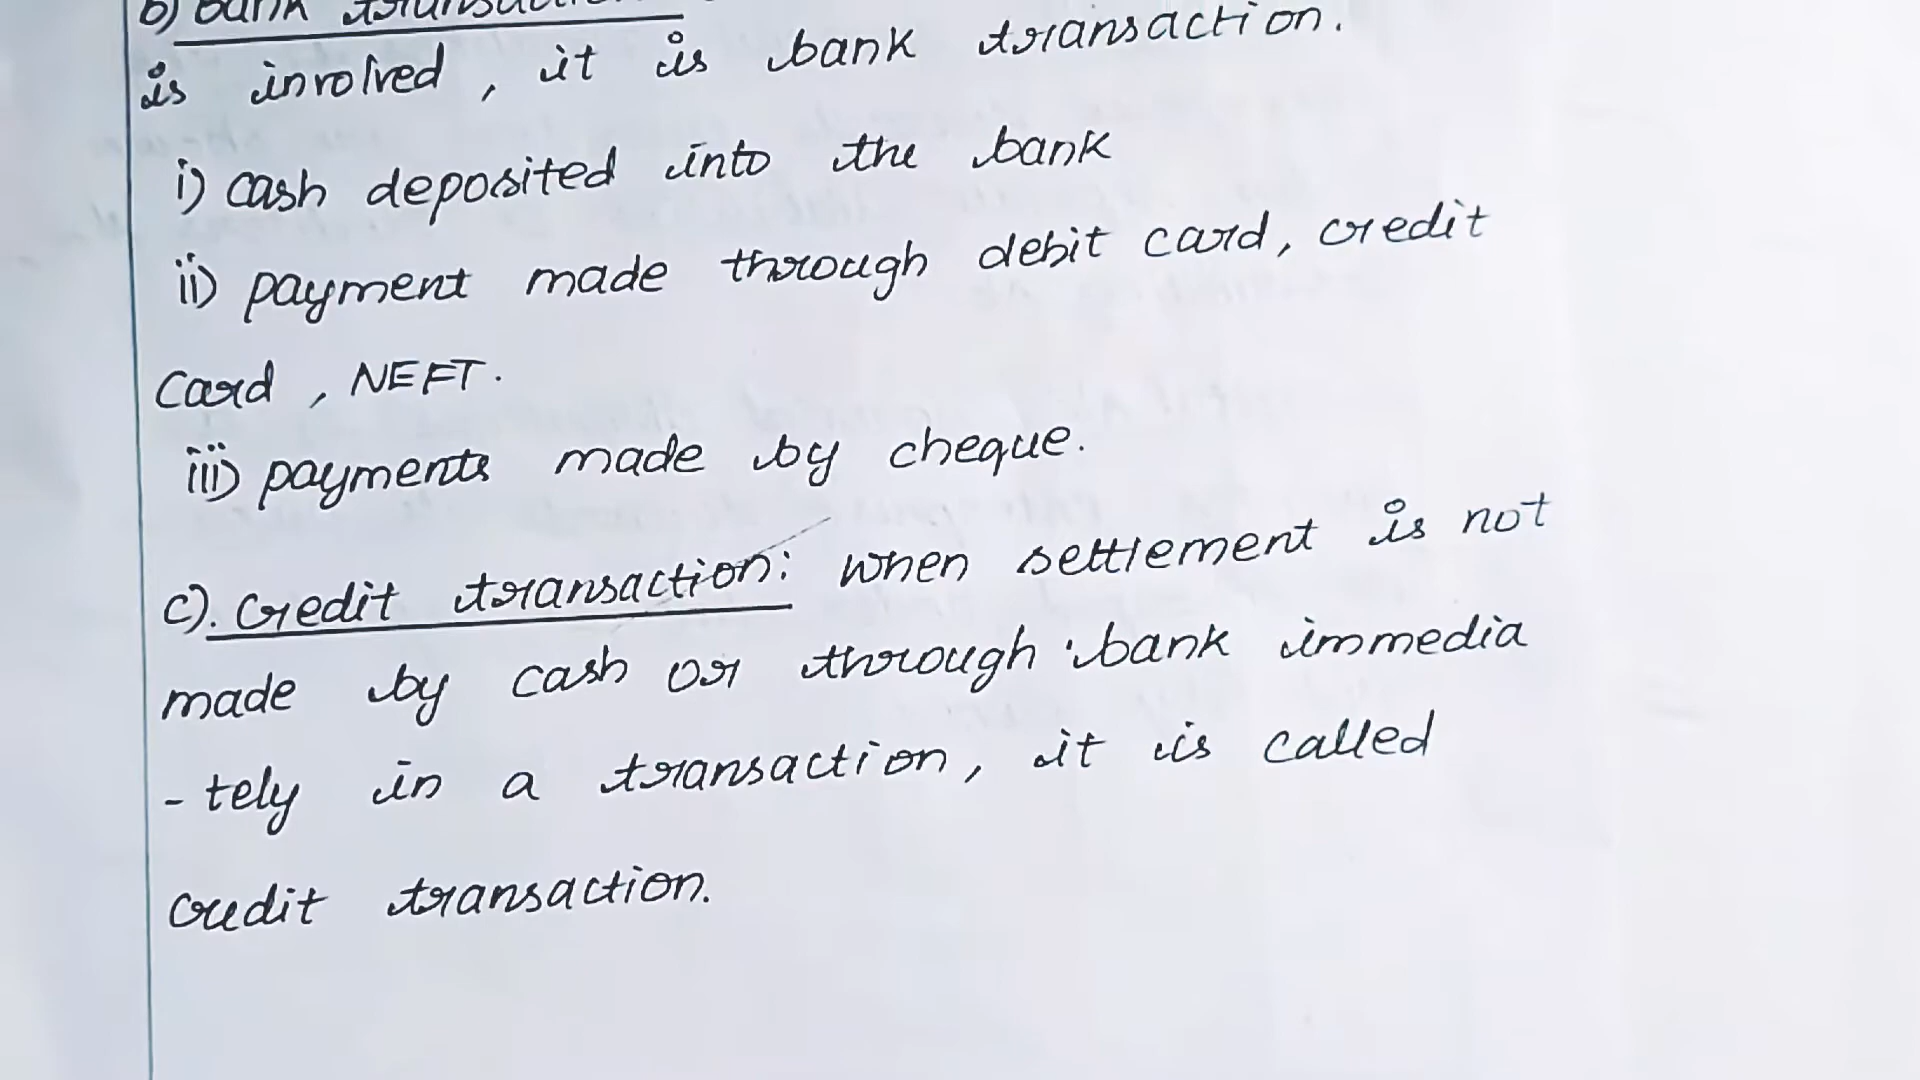 b) bank transaction
is involved, it is bank transaction.
i) cash deposited into the bank
ii) payment made through debit card, credit
card, NEFT.
iii) payments made by cheque.
c). Credit transaction: when settlement is not
made by cash or through bank immedia
- tely in a transaction, it is called
credit transaction.